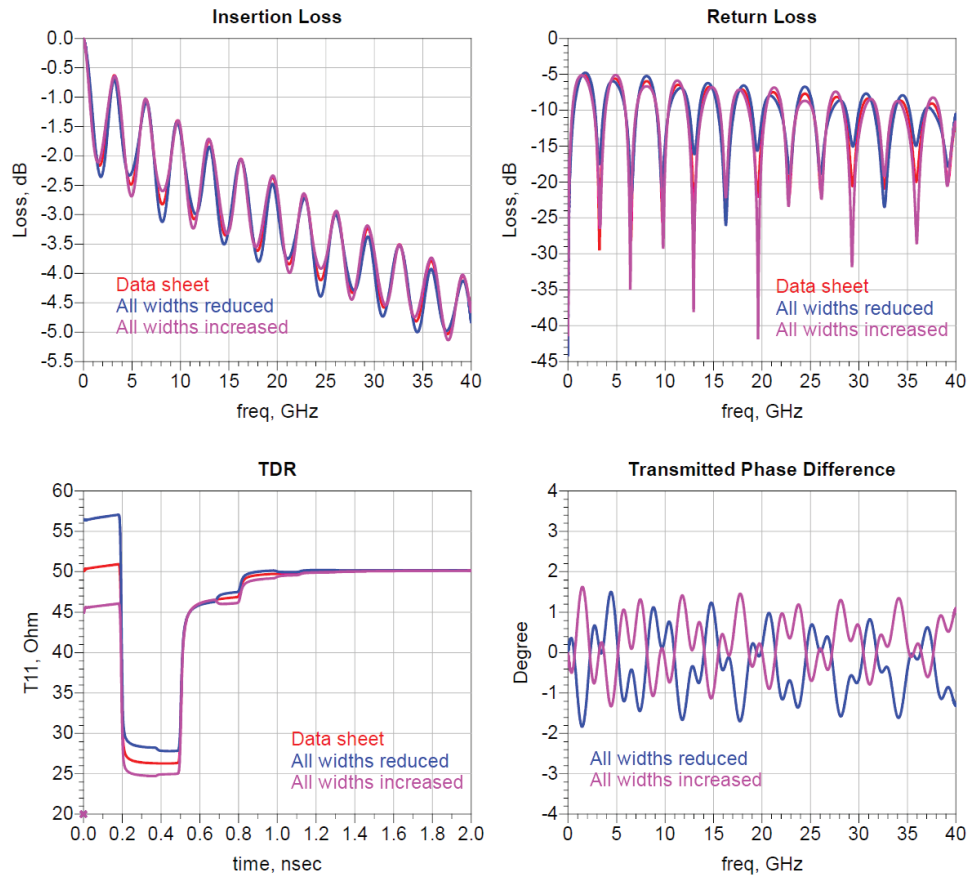 Insertion Loss
Loss, dB
0.0
-0.5
-1.0
-1.5
-2.0
-2.5
-3.0
-3.5
-4.0
-4.5
-5.0
-5.5
Data sheet
All widths reduced
All widths increased
0 5 10 15 20 25 30 35 40
freq, GHz
Return Loss
Loss, dB
0
-5
-10
-15
-20
-25
-30
-35
-40
-45
Data sheet
All widths reduced
All widths increased
0 5 10 15 20 25 30 35 40
freq, GHz
TDR
T11, Ohm
60
55
50
45
40
35
30
25
20
Data sheet
All widths reduced
All widths increased
0.0 0.2 0.4 0.6 0.8 1.0 1.2 1.4 1.6 1.8 2.0
time, nsec
Transmitted Phase Difference
Degree
4
3
2
1
0
-1
-2
-3
-4
All widths reduced
All widths increased
0 5 10 15 20 25 30 35 40
freq, GHz